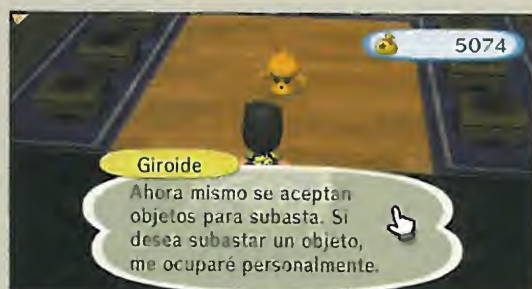 5074
Giroide
Ahora mismo se aceptan
objetos para subasta. Si
desea subastar un objeto,
me ocuparé personalmente.